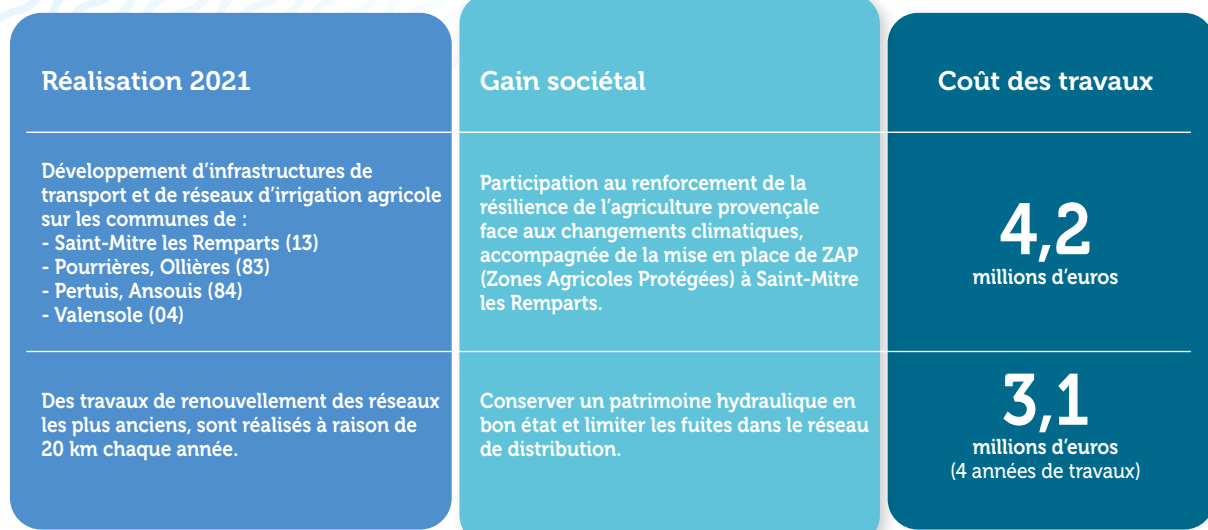 Réalisation 2021
Gain sociétal
Coût des travaux
Développement d'infrastructures de
transport et de réseaux d'irrigation agricole
sur les communes de :
- Saint-Mitre les Remparts (13)
- Pourrières, Ollières (83)
- Pertuis, Ansouis (84)
- Valensole (04)
Participation au renforcement de la
résilience de l'agriculture provençale
face aux changements climatiques,
accompagnée de la mise en place de ZAP
(Zones Agricoles Protégées) à Saint-Mitre
les Remparts.
4,2
millions d'euros
Des travaux de renouvellement des réseaux
les plus anciens, sont réalisés à raison de
20 km chaque année.
Conserver un patrimoine hydraulique en
bon état et limiter les fuites dans le réseau
de distribution.
3,1
millions d'euros
(4 années de travaux)